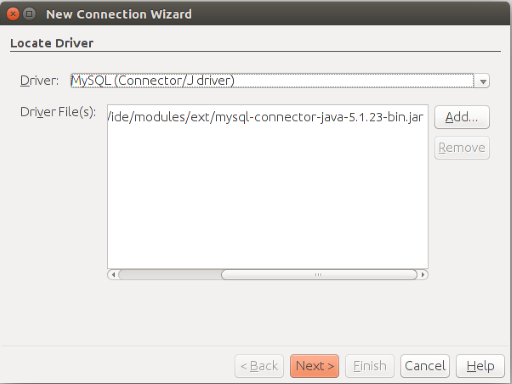 New Connection Wizard
Locate Driver
Driver: MySQL (Connector/J driver)
Driver File(s): /ide/modules/ext/mysql-connector-java-5.1.23-bin.jar
Add...
Remove
< Back Next > Finish Cancel Help